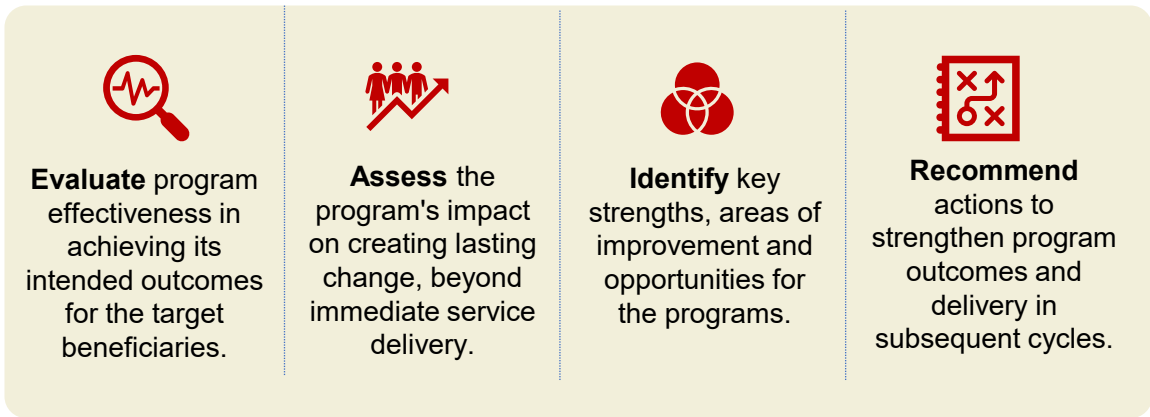 Evaluate program
effectiveness in
achieving its
intended outcomes
for the target
beneficiaries.
Assess the
program's impact
on creating lasting
change, beyond
immediate service
delivery.
Identify key
strengths, areas of
improvement and
opportunities for
the programs.
Recommend
actions to
strengthen program
outcomes and
delivery in
subsequent cycles.